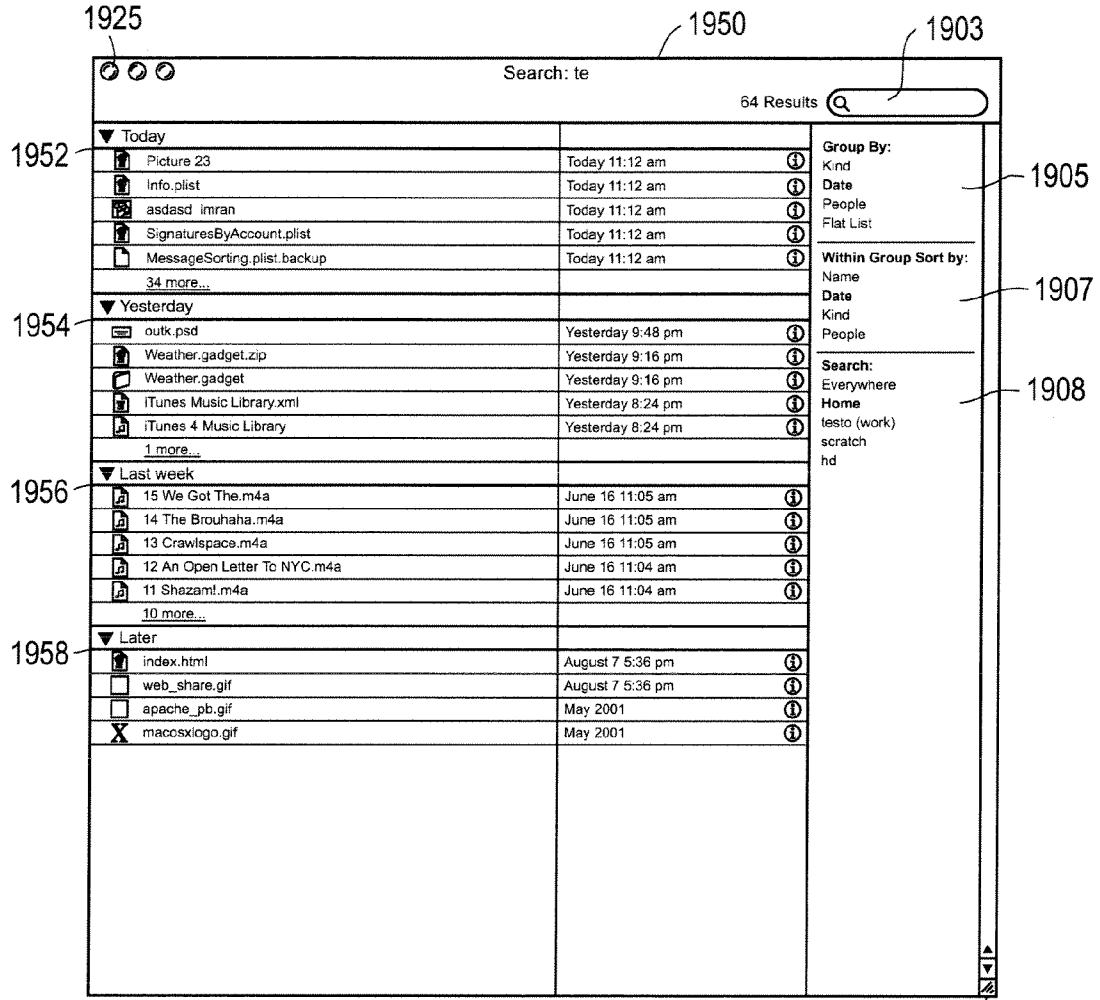 1925
1950
1903
Search: te
64 Results
Today
1952
Picture 23 Today 11:12 am
Info.plist Today 11:12 am
asdasd imran Today 11:12 am
SignaturesByAccount.plist Today 11:12 am
MessageSorting.plist.backup Today 11:12 am
34 more...
Yesterday
1954
outk.psd Yesterday 9:48 pm
Weather.gadget.zip Yesterday 9:16 pm
Weather.gadget Yesterday 9:16 pm
iTunes Music Library.xml Yesterday 8:24 pm
iTunes 4 Music Library Yesterday 8:24 pm
1 more...
Last week
1956
15 We Got The.m4a June 16 11:05 am
14 The Brouhaha.m4a June 16 11:05 am
13 Crawlspace.m4a June 16 11:05 am
12 An Open Letter To NYC.m4a June 16 11:04 am
11 Shazam!.m4a June 16 11:04 am
10 more...
Later
1958
index.html August 7 5:36 pm
web_share.gif August 7 5:36 pm
apache_pb.gif May 2001
X macosxlogo.gif May 2001
Group By:
Kind
Date
People
Flat List
1905
Within Group Sort by:
Name
Date
Kind
People
1907
Search:
Everywhere
Home
testo (work)
scratch
hd
1908